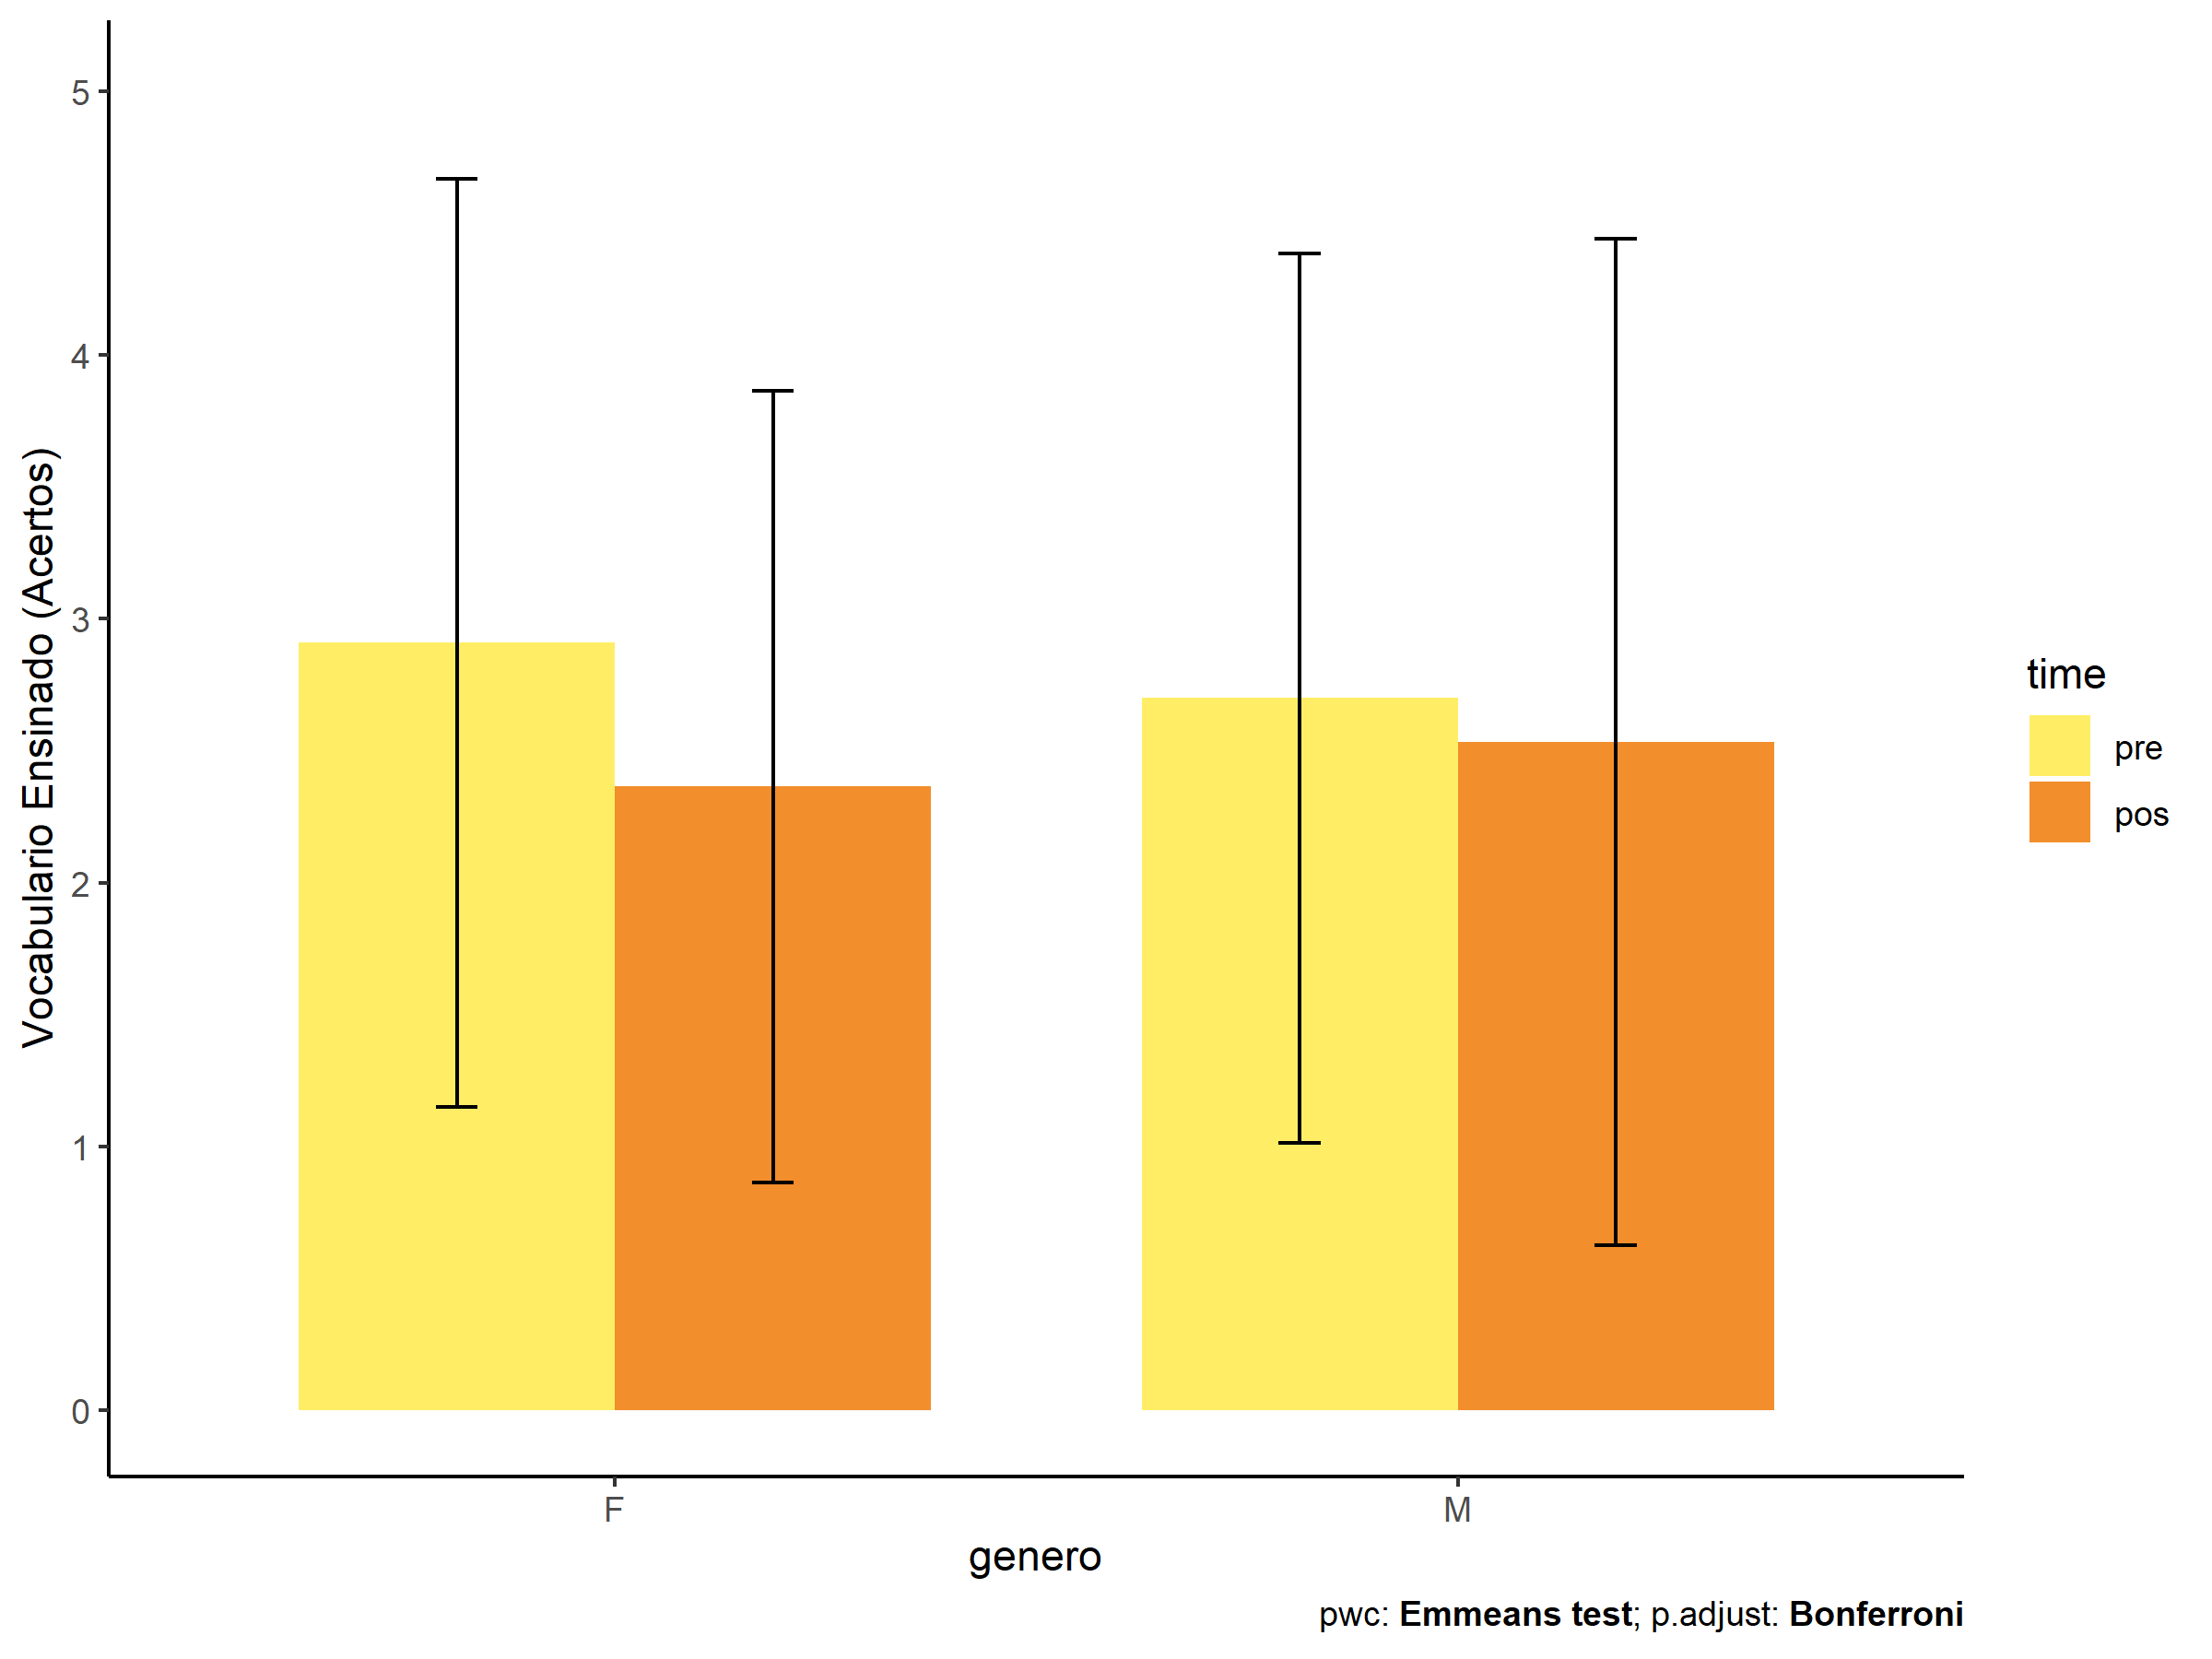 Vocabulario Ensinado (Acertos)
5
4
3
2
1
0
F
M
genero
time
pre
pos
pwc: Emmeans test; p.adjust: Bonferroni